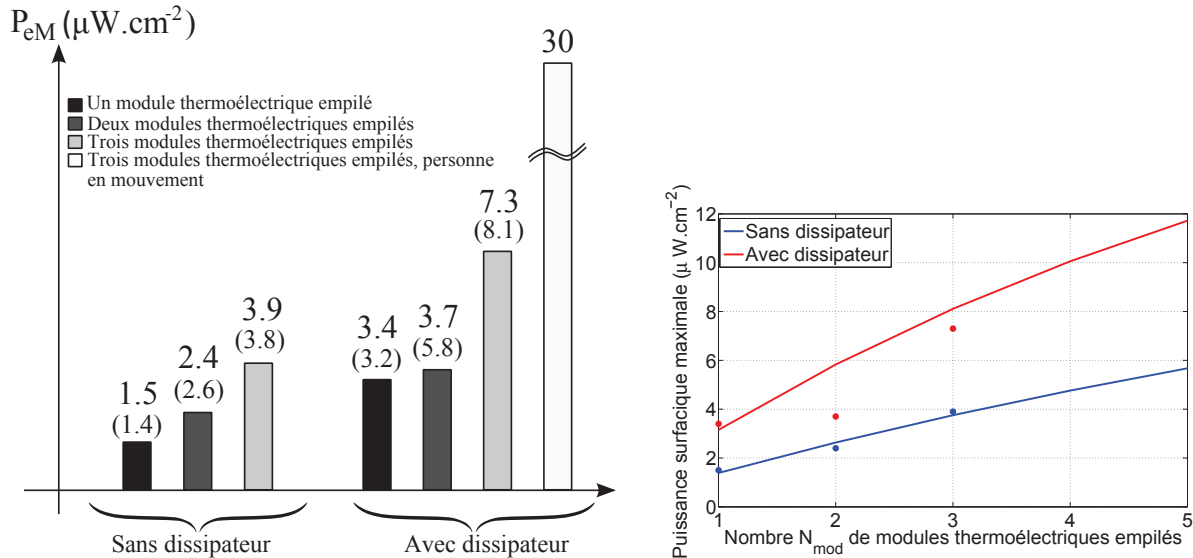 PeM (μW.cm-2)
30
Un module thermoélectrique empilé
Deux modules thermoélectriques empilés
Trois modules thermoélectriques empilés
Trois modules thermoélectriques empilés, personne
en mouvement
7.3
(8.1)
3.9
(3.8)
3.4
(3.2)
3.7
(5.8)
2.4
(2.6)
1.5
(1.4)
Sans dissipateur
Avec dissipateur
Puissance surfacique maximale (μ W.cm−2)
12
10
8
6
4
2
0
Sans dissipateur
Avec dissipateur
1
2
3
4
5
Nombre Nmod de modules thermoélectriques empilés